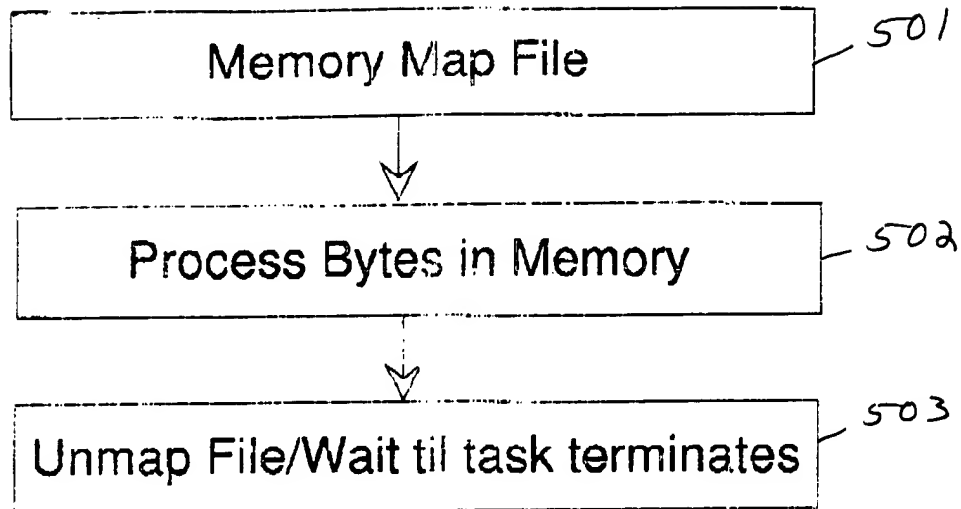 Memory Map File
501
Process Bytes in Memory
502
Unmap File/Wait til task terminates
503